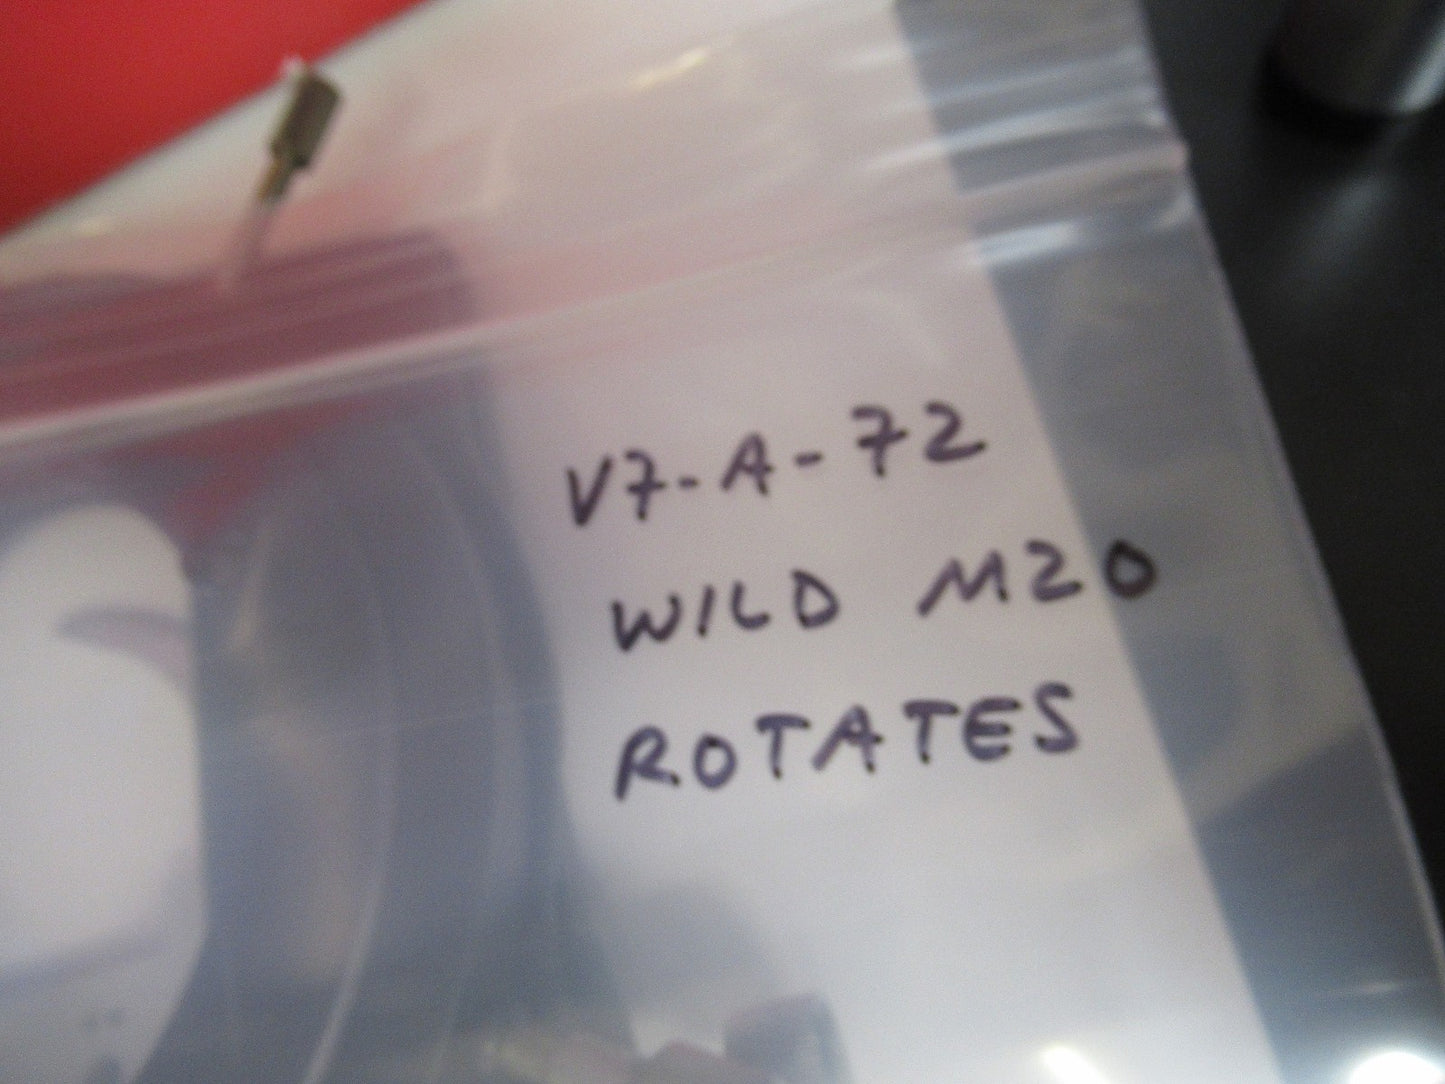 V7-A-72
WILD M20
ROTATES